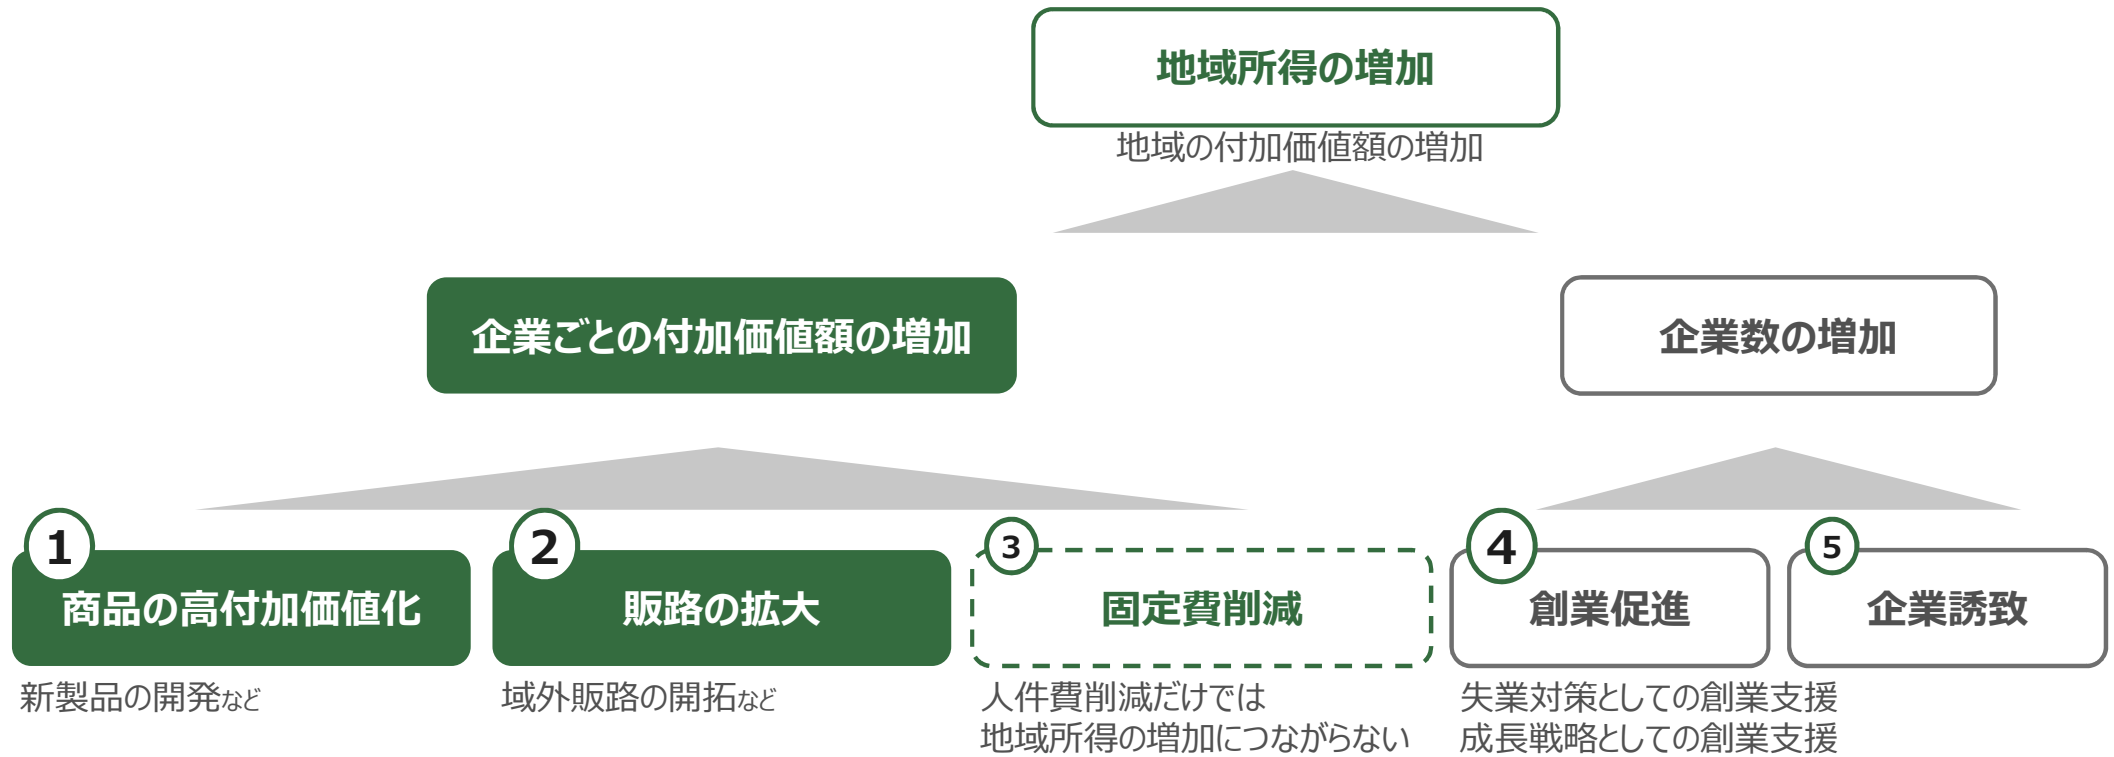 地域所得の増加
地域の付加価値額の増加
企業ごとの付加価値額の増加
企業数の増加
1
商品の高付加価値化
新製品の開発など
2
販路の拡大
域外販路の開拓など
3
固定費削減
人件費削減だけでは
地域所得の増加につながらない
4
創業促進
失業対策としての創業支援
成長戦略としての創業支援
5
企業誘致